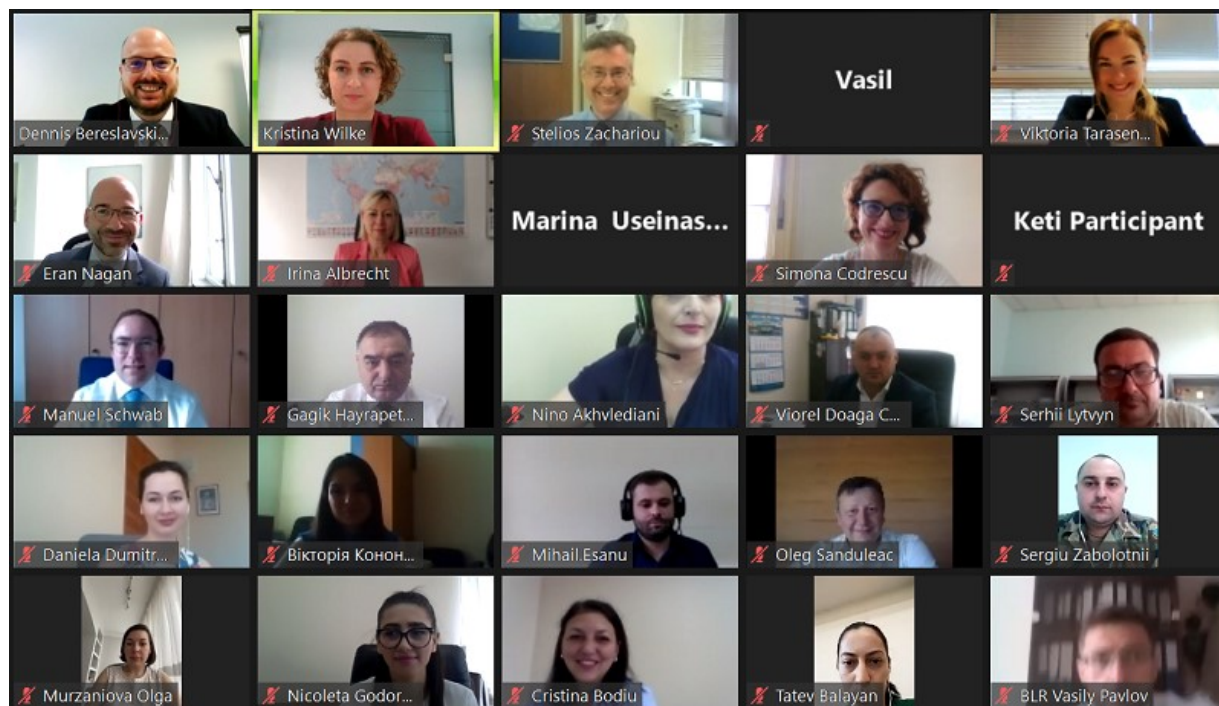 Dennis Bereslavski...
Kristina Wilke
Stelios Zachariou
Vasil
Viktoria Tarasen...
Eran Nagan
Irina Albrecht
Marina Useinas...
Simona Codrescu
Keti Participant
Manuel Schwab
Gagik Hayrapet...
Nino Akhvlediani
Viorel Doaga C...
Serhii Lytvyn
Daniela Dumitr...
Вікторія Конон...
Mihail.Esanu
Oleg Sanduleac
Sergiu Zabolotnii
Murzaniova Olga
Nicoleta Godor...
Cristina Bodiu
Tatev Balayan
BLR Vasily Pavlov